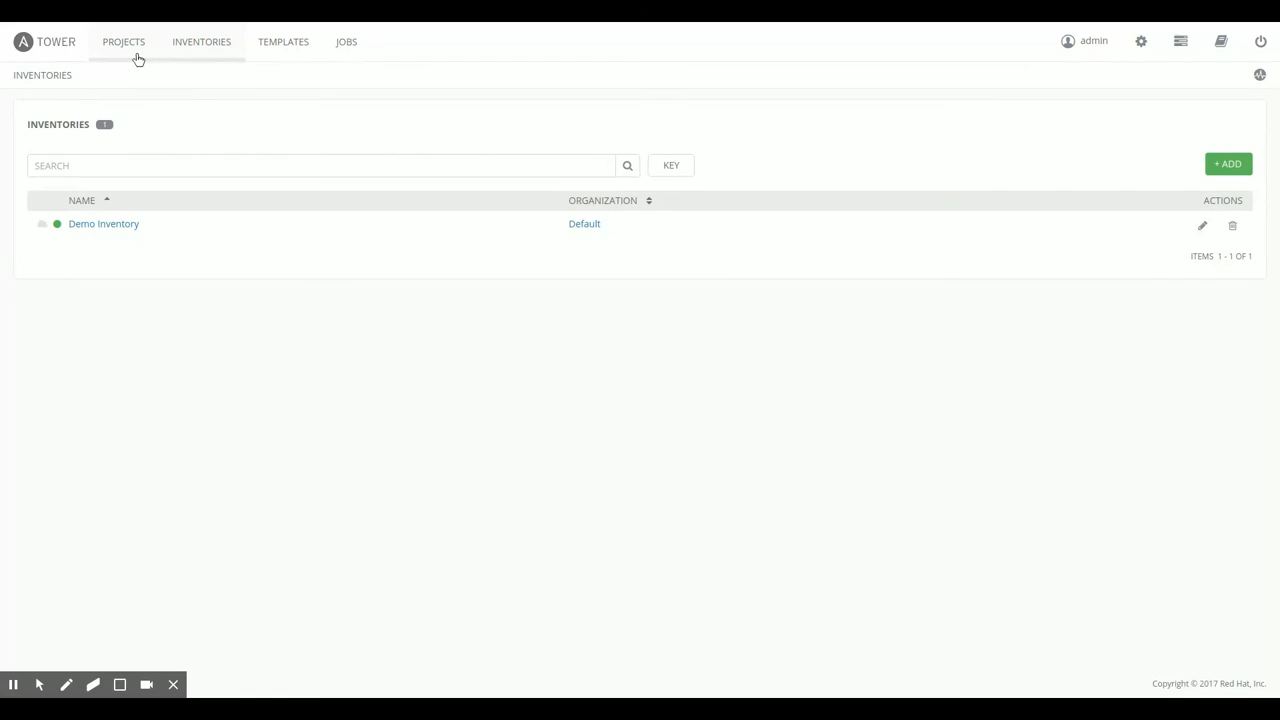 A TOWER PROJECTS INVENTORIES TEMPLATES JOBS admin
INVENTORIES
INVENTORIES 1
SEARCH KEY + ADD
NAME ORGANIZATION ACTIONS
Demo Inventory Default
ITEMS 1 - 1 OF 1
Copyright © 2017 Red Hat, Inc.